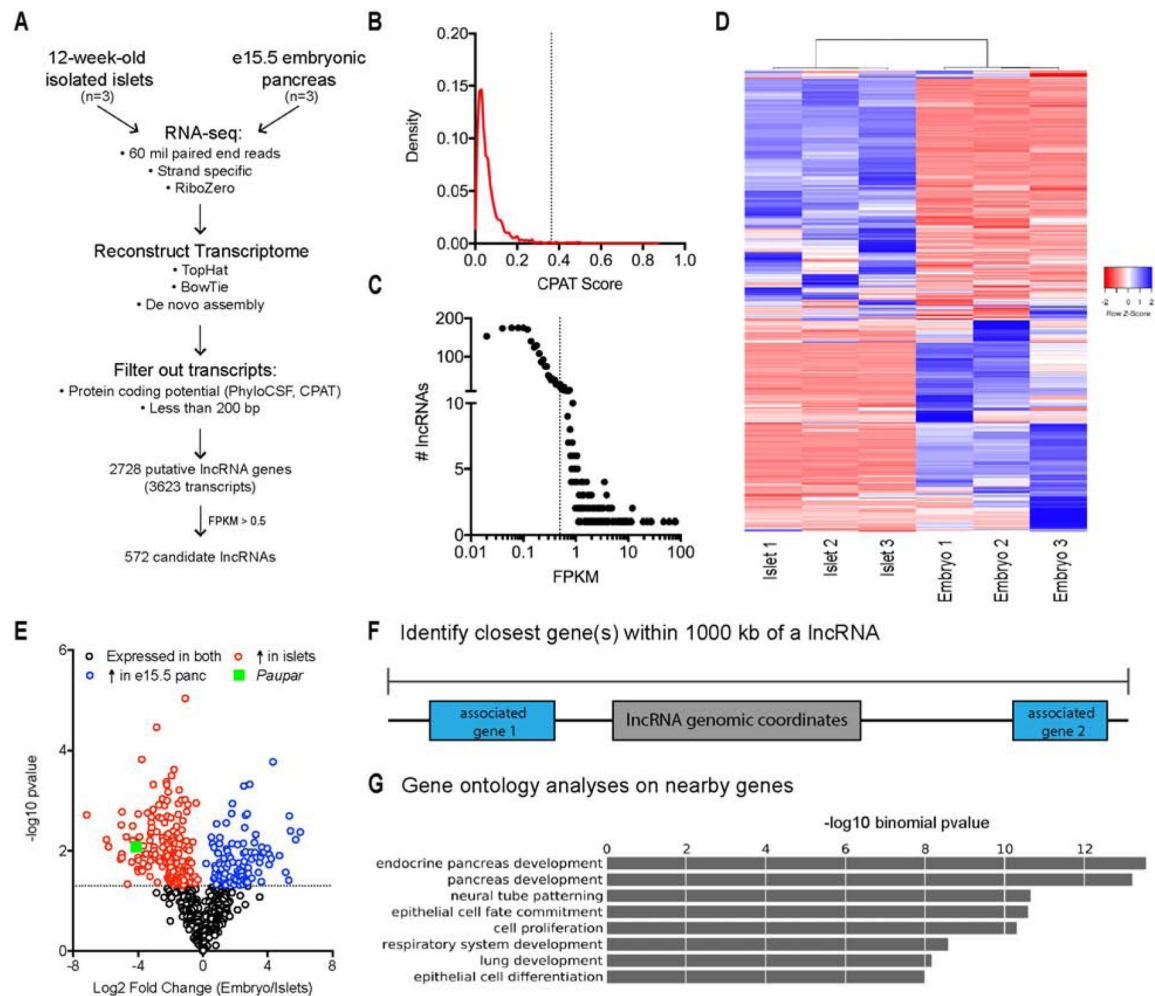 A
12-week-old
isolated islets
(n=3)
e15.5 embryonic
pancreas
(n=3)
RNA-seq:
• 60 mil paired end reads
• Strand specific
• RiboZero
Reconstruct Transcriptome
• TopHat
• BowTie
• De novo assembly
Filter out transcripts:
• Protein coding potential (PhyloCSF, CPAT)
• Less than 200 bp
2728 putative lncRNA genes
(3623 transcripts)
FPKM > 0.5
572 candidate lncRNAs
B
0.20
0.15
0.10
0.05
0.00
Density
0.0 0.2 0.4 0.6 0.8 1.0
CPAT Score
C
200
100
10
5
0
# lncRNAs
0.01 0.1 1 10 100
FPKM
D
-2 0 2
Row Z-Score
Islet 1
Islet 2
Islet 3
Embryo 1
Embryo 2
Embryo 3
E
6
4
2
0
-log10 pvalue
Expressed in both
↑ in islets
↑ in e15.5 panc
Paupar
-8 -4 0 4 8
Log2 Fold Change (Embryo/Islets)
F Identify closest gene(s) within 1000 kb of a lncRNA
associated
gene 1
lncRNA genomic coordinates
associated
gene 2
G Gene ontology analyses on nearby genes
-log10 binomial pvalue
0 2 4 6 8 10 12
endocrine pancreas development
pancreas development
neural tube patterning
epithelial cell fate commitment
cell proliferation
respiratory system development
lung development
epithelial cell differentiation